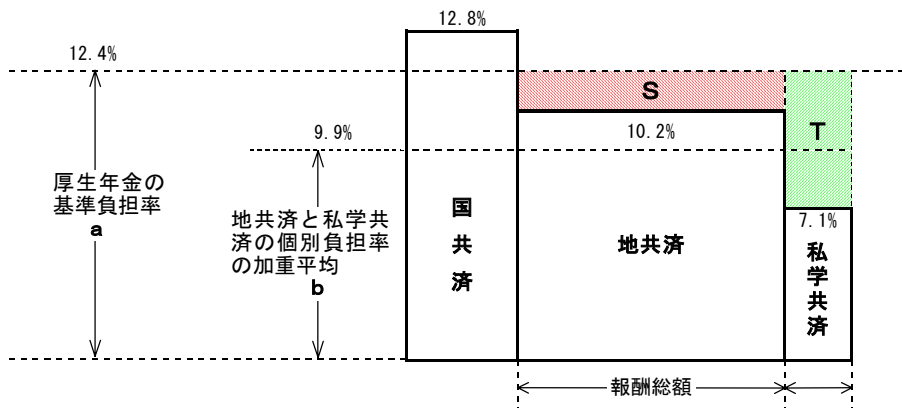 12.8%
12.4%
S
9.9%
10.2%
T
厚生年金の
基準負担率
a
地共済と私学共
済の個別負担率
の加重平均
b
国共済
地共済
7.1%
私学共済
報酬総額